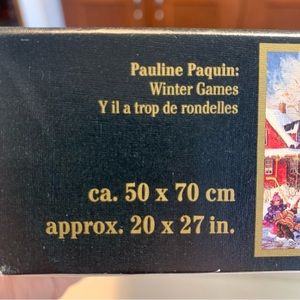 Pauline Paquin:
Winter Games
Y il a trop de rondelles
ca. 50 x 70 cm
approx. 20 x 27 in.